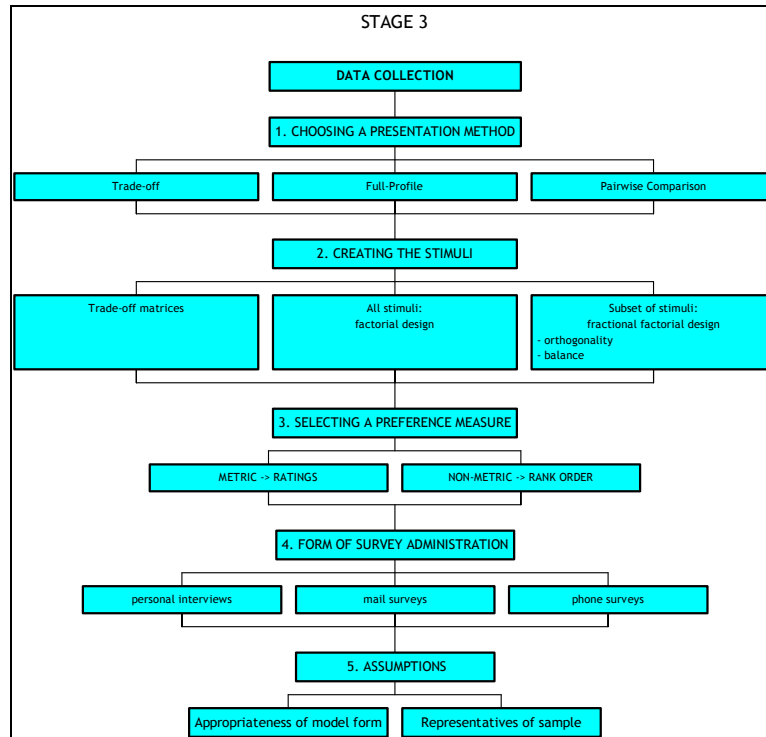 STAGE 3
DATA COLLECTION
1. CHOOSING A PRESENTATION METHOD
Trade-off
Full-Profile
Pairwise Comparison
2. CREATING THE STIMULI
Trade-off matrices
All stimuli:
factorial design
Subset of stimuli:
fractional factorial design
- orthogonality
- balance
3. SELECTING A PREFERENCE MEASURE
METRIC -> RATINGS
NON-METRIC -> RANK ORDER
4. FORM OF SURVEY ADMINISTRATION
personal interviews
mail surveys
phone surveys
5. ASSUMPTIONS
Appropriateness of model form
Representatives of sample